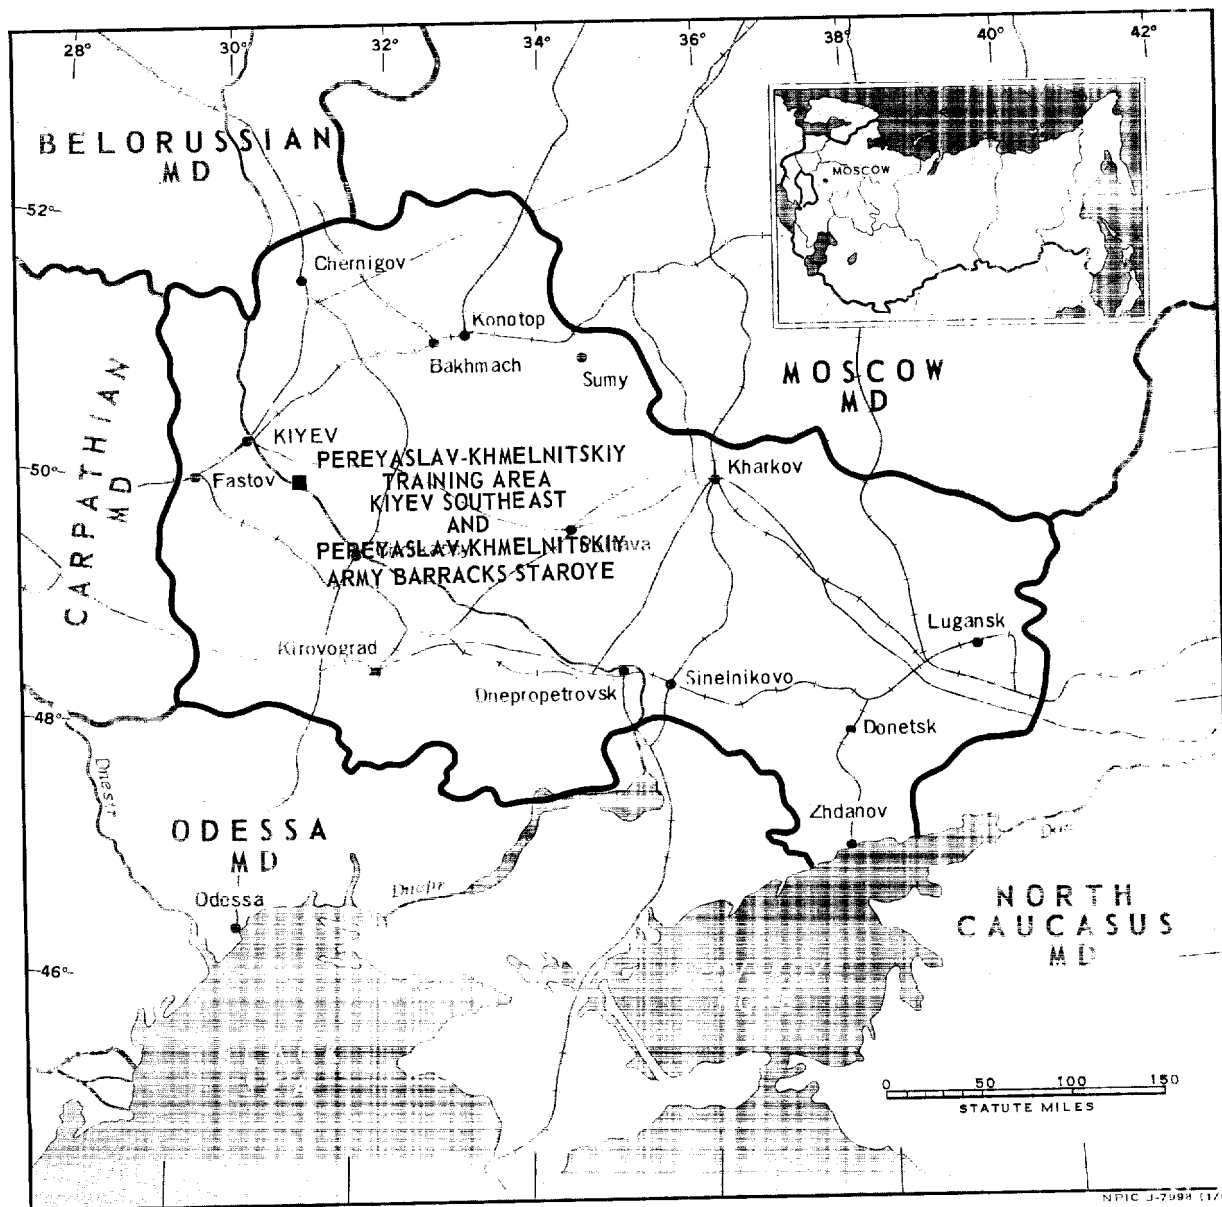 28° 30° 32° 34° 36° 38° 40° 42°
BELORUSSIAN
MD
MOSCOW
52°
Chernigov
Konotop
Bakhmach
Sumy
MOSCOW
MD
CARPATHIAN
MD
KIYEV
50°
Fastov
PEREYASLAV-KHMELNITSKIY
TRAINING AREA
KIYEV SOUTHEAST
AND
PEREYASLAV-KHMELNITSKIY
ARMY BARRACKS STAROYE
Kharkov
Lugansk
Kirovograd
Dnepropetrovsk
Sinelnikovo
48°
Donetsk
Dnestr
Zhdanov
ODESSA
MD
Dnepr
Don
Odessa
NORTH
CAUCASUS
MD
46°
0 50 100 150
STATUTE MILES